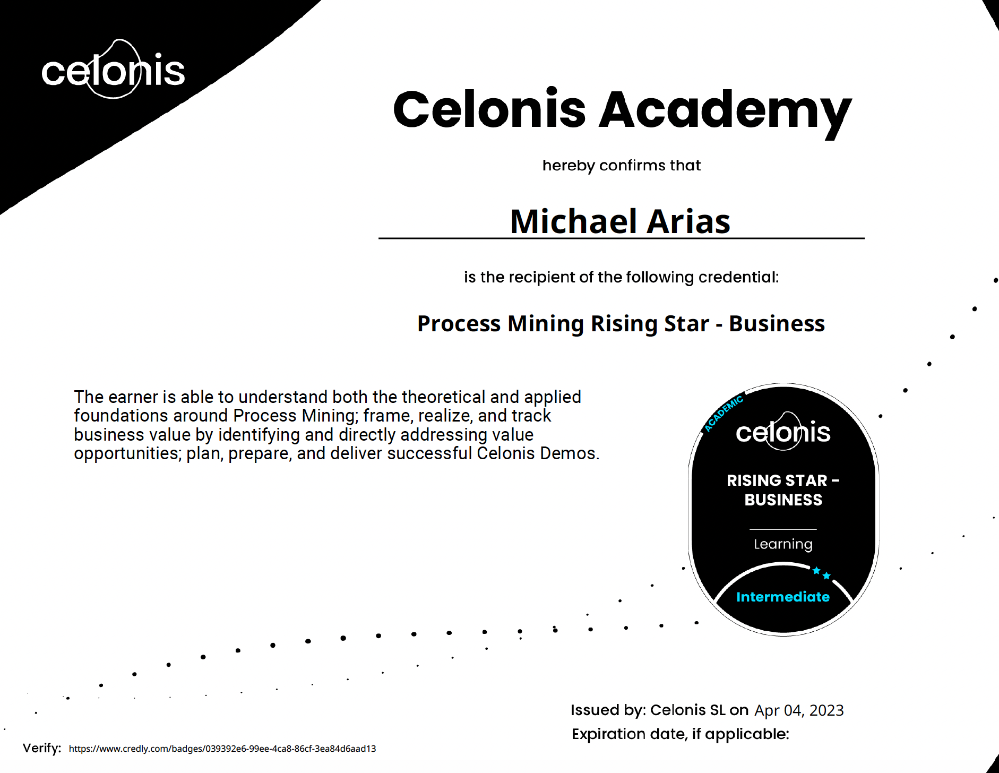 celonis
Celonis Academy
hereby confirms that
Michael Arias
is the recipient of the following credential:
Process Mining Rising Star - Business
The earner is able to understand both the theoretical and applied
foundations around Process Mining; frame, realize, and track
business value by identifying and directly addressing value
opportunities; plan, prepare, and deliver successful Celonis Demos.
ACADEMIC
celonis
RISING STAR -
BUSINESS
Learning
Intermediate
Issued by: Celonis SL on Apr 04, 2023
Expiration date, if applicable:
Verify: https://www.credly.com/badges/039392e6-99ee-4ca8-86cf-3ea84d6aad13